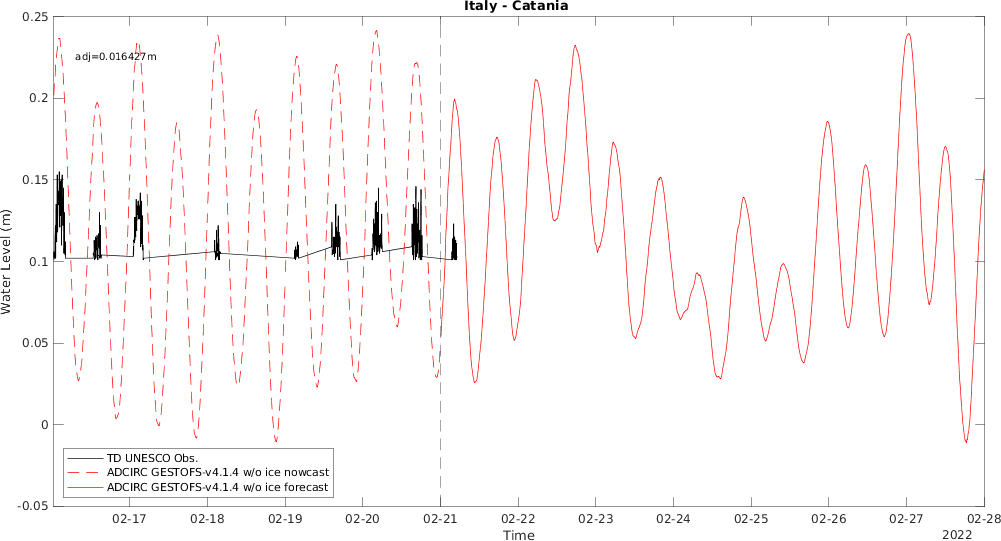 Italy - Catania
0.25
0.2
0.15
0.1
0.05
0
-0.05
Water Level (m)
adj=0.016427m
TD UNESCO Obs.
ADCIRC GESTOFS-v4.1.4 w/o ice nowcast
ADCIRC GESTOFS-v4.1.4 w/o ice forecast
02-17 02-18 02-19 02-20 02-21 02-22 02-23 02-24 02-25 02-26 02-27 02-28
Time
2022